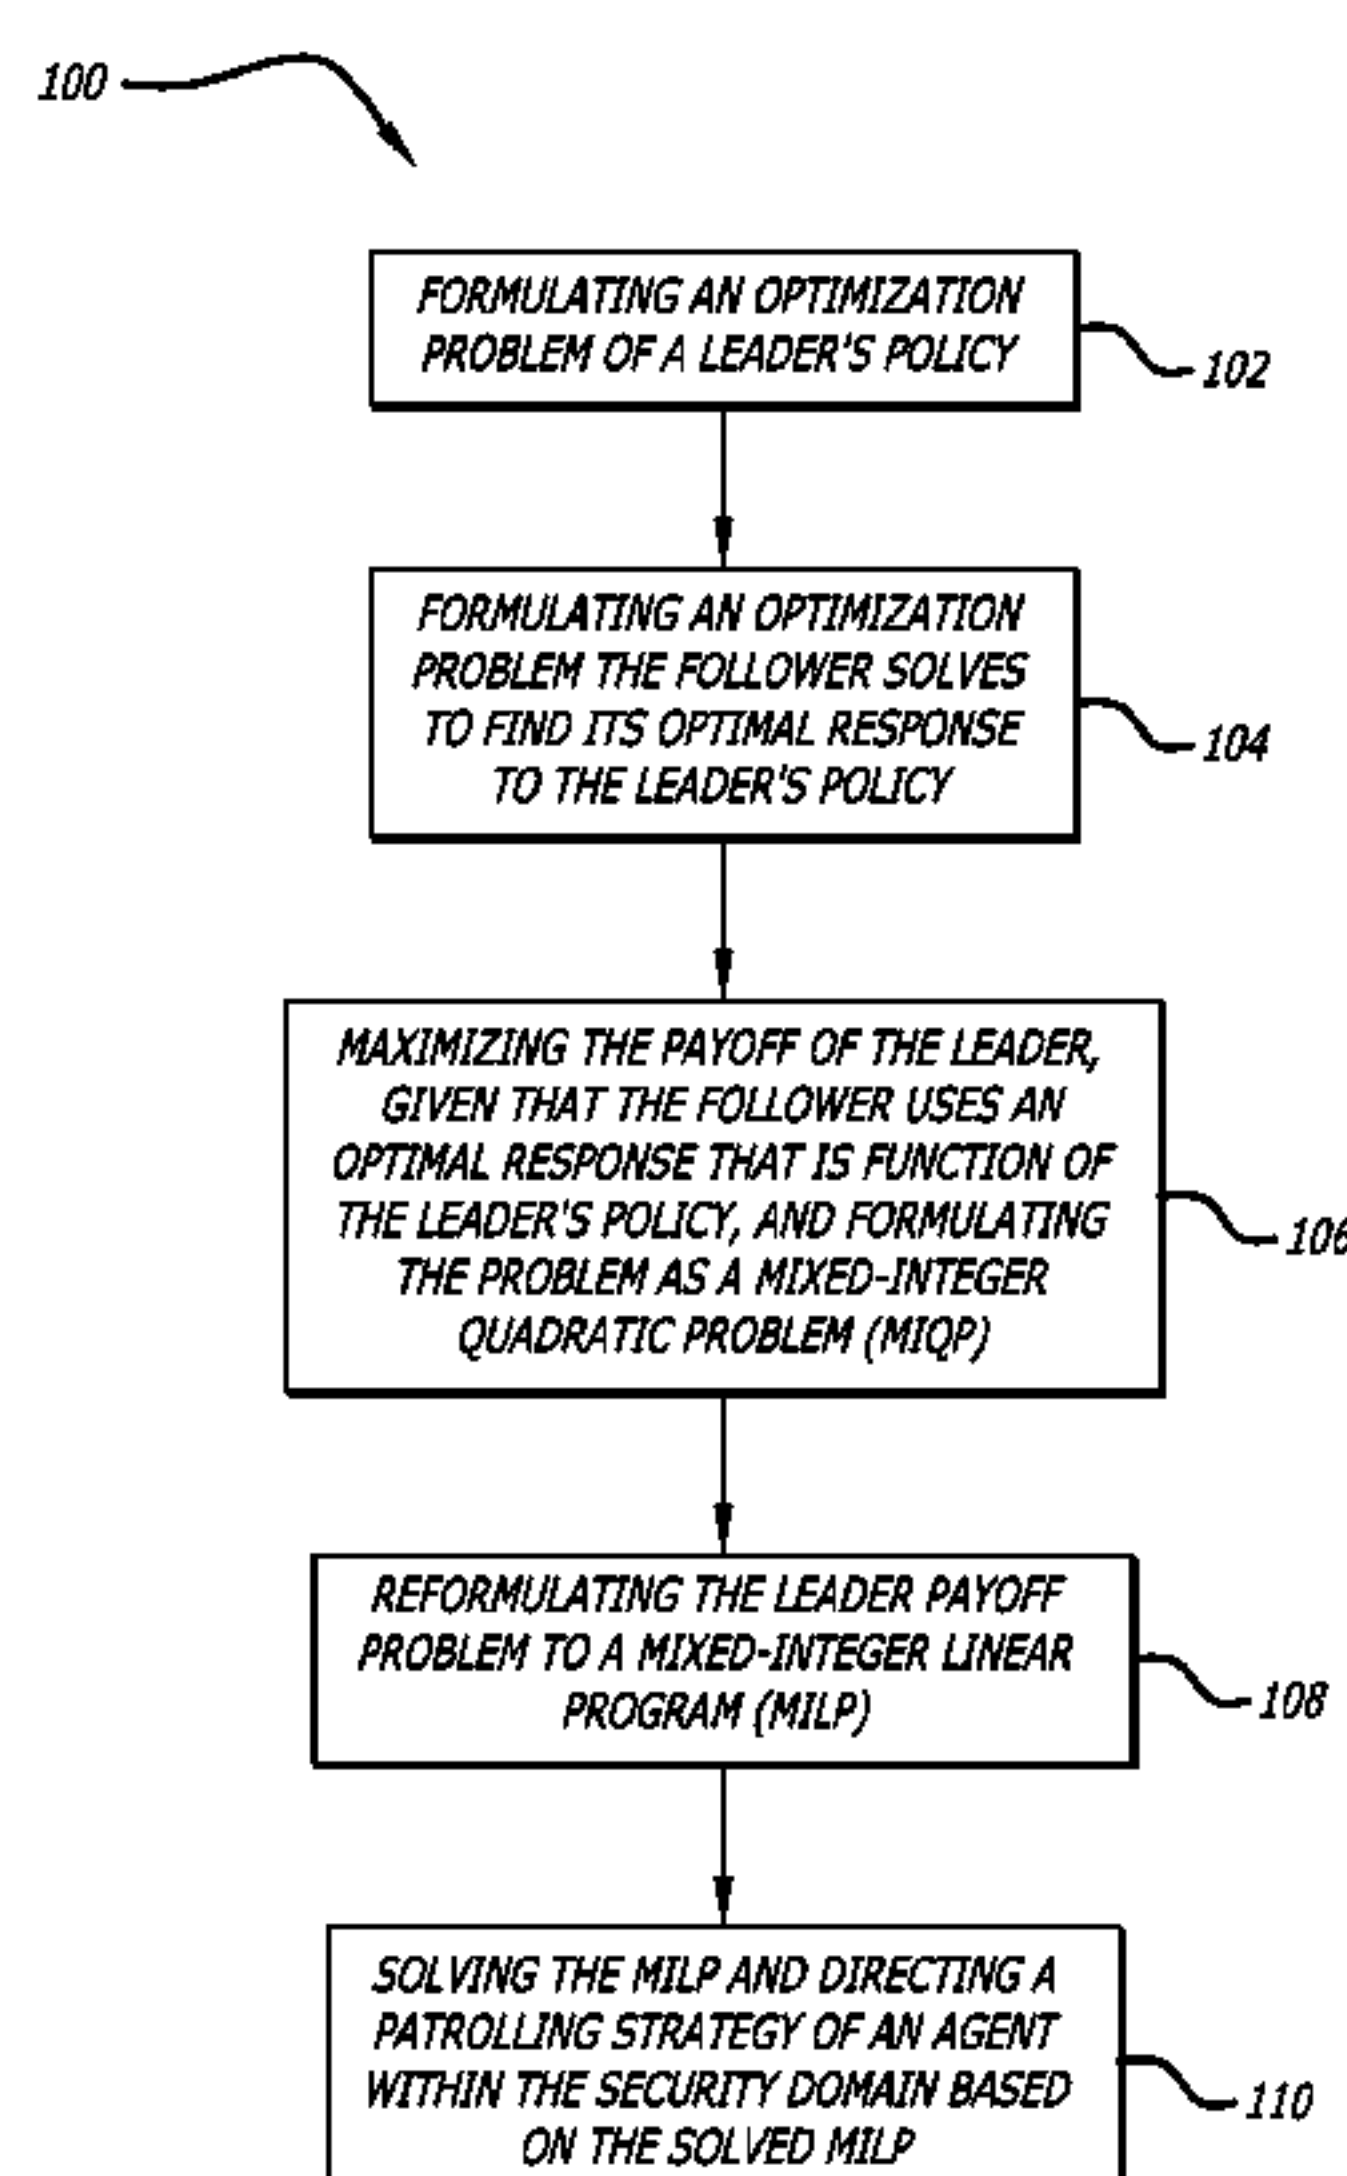 100
FORMULATING AN OPTIMIZATION
PROBLEM OF A LEADER'S POLICY
102
FORMULATING AN OPTIMIZATION
PROBLEM THE FOLLOWER SOLVES
TO FIND ITS OPTIMAL RESPONSE
TO THE LEADER'S POLICY
104
MAXIMIZING THE PAYOFF OF THE LEADER,
GIVEN THAT THE FOLLOWER USES AN
OPTIMAL RESPONSE THAT IS FUNCTION OF
THE LEADER'S POLICY, AND FORMULATING
THE PROBLEM AS A MIXED-INTEGER
QUADRATIC PROBLEM (MIQP)
106
REFORMULATING THE LEADER PAYOFF
PROBLEM TO A MIXED-INTEGER LINEAR
PROGRAM (MILP)
108
SOLVING THE MILP AND DIRECTING A
PATROLLING STRATEGY OF AN AGENT
WITHIN THE SECURITY DOMAIN BASED
ON THE SOLVED MILP
110